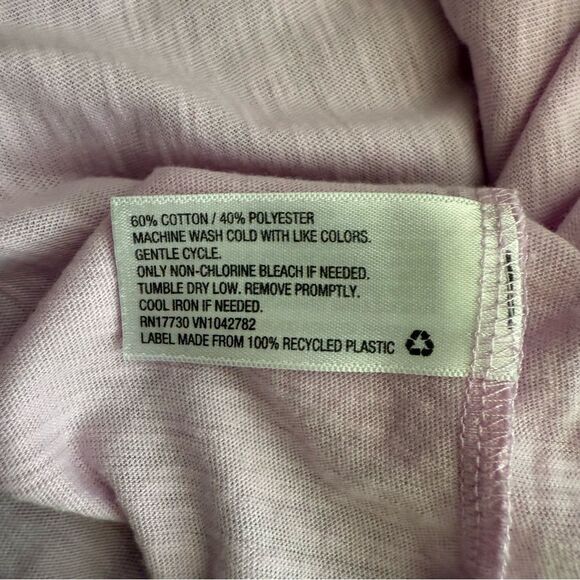 60% COTTON / 40% POLYESTER
MACHINE WASH COLD WITH LIKE COLORS.
GENTLE CYCLE.
ONLY NON-CHLORINE BLEACH IF NEEDED.
TUMBLE DRY LOW. REMOVE PROMPTLY.
COOL IRON IF NEEDED.
RN17730 VN1042782
LABEL MADE FROM 100% RECYCLED PLASTIC